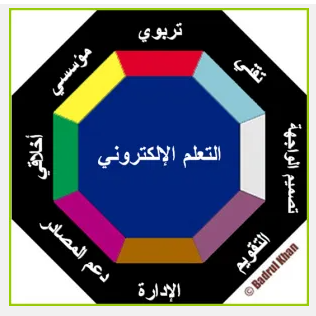 تربوي
تقني
تصميم الواجهة
التقويم
الإدارة
دعم المصادر
أخلاقي
مؤسسي
التعلم الإلكتروني
© Badrul Khan